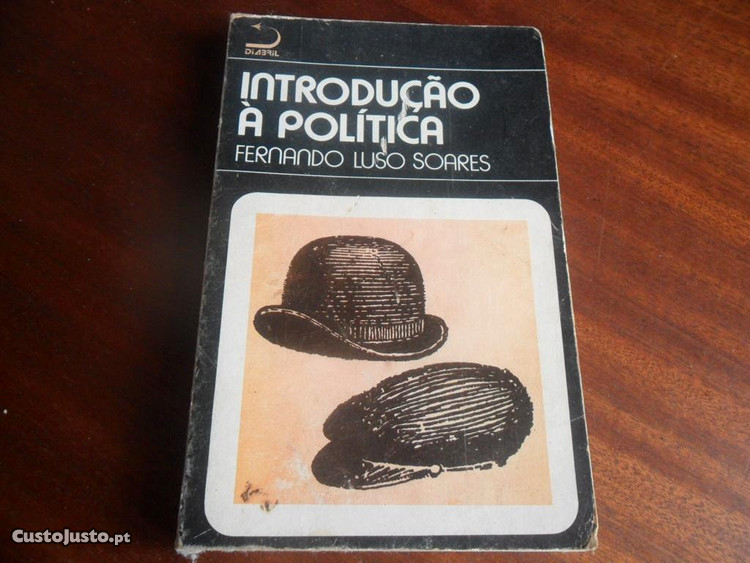 DIABRIL
INTRODUÇÃO
À POLÍTICA
FERNANDO LUSO SOARES
CustoJusto.pt